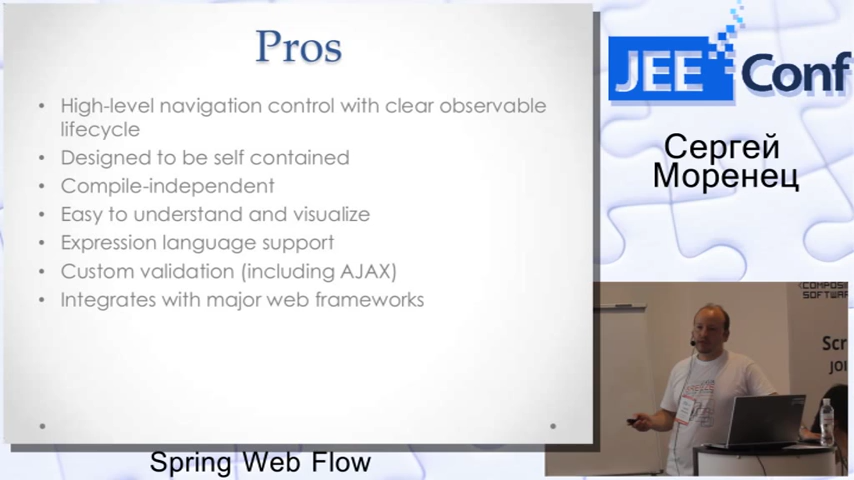 Pros
• High-level navigation control with clear observable
lifecycle
• Designed to be self contained
• Compile-independent
• Easy to understand and visualize
• Expression language support
• Custom validation (including AJAX)
• Integrates with major web frameworks
JEE Conf
Сергей
Моренец
Spring Web Flow